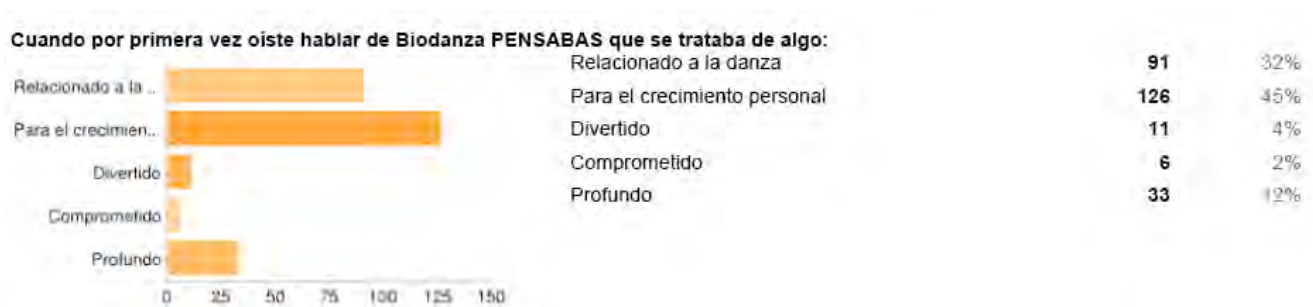 Cuando por primera vez oiste hablar de Biodanza PENSABAS que se trataba de algo:
Relacionado a la ...
Para el crecimien...
Divertido
Comprometido
Profundo
0 25 50 75 100 125 150
Relacionado a la danza 91 32%
Para el crecimiento personal 126 45%
Divertido 11 4%
Comprometido 6 2%
Profundo 33 12%